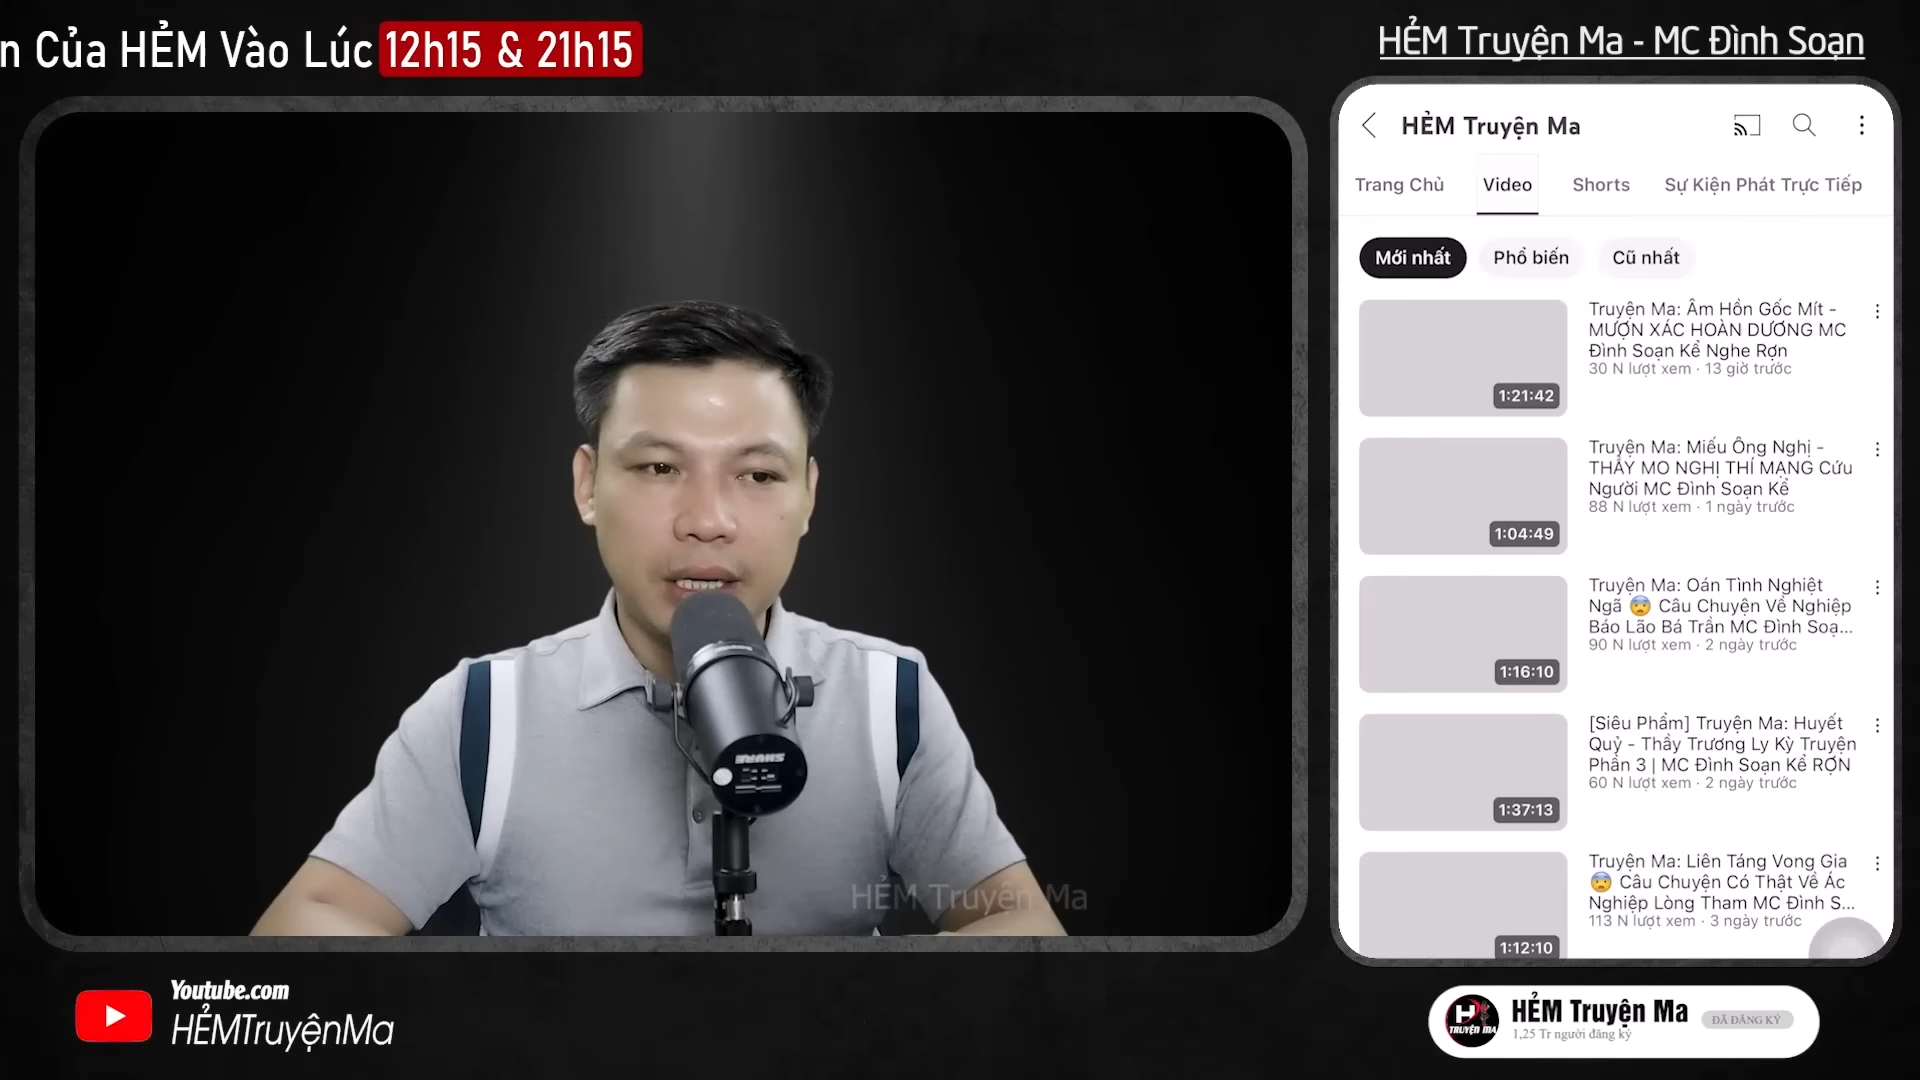 n Của HẺM Vào Lúc 12h15 & 21h15
HẺM Truyện Ma - MC Đình Soạn
HẺM Truyện Ma
Trang Chủ Video Shorts Sự Kiện Phát Trực Tiếp
Mới nhất Phổ biến Cũ nhất
Truyện Ma: Âm Hồn Gốc Mít -
MƯỢN XÁC HOÀN DƯƠNG MC
Đình Soạn Kể Nghe Rợn
30 N lượt xem · 13 giờ trước
1:21:42
Truyện Ma: Miếu Ông Nghị -
THẦY MO NGHỊ THÍ MẠNG Cứu
Người MC Đình Soạn Kể
88 N lượt xem · 1 ngày trước
1:04:49
Truyện Ma: Oán Tình Nghiệt
Ngã 😨 Câu Chuyện Về Nghiệp
Báo Lão Bá Trần MC Đình Soạ...
90 N lượt xem · 2 ngày trước
1:16:10
[Siêu Phẩm] Truyện Ma: Huyết
Quỷ - Thầy Trương Ly Kỳ Truyện
Phần 3 | MC Đình Soạn Kể RỢN
60 N lượt xem · 2 ngày trước
1:37:13
Truyện Ma: Liên Táng Vong Gia
😨 Câu Chuyện Có Thật Về Ác
Nghiệp Lòng Tham MC Đình S...
113 N lượt xem · 3 ngày trước
1:12:10
SHURE
HẺM Truyện Ma
Youtube.com
HẺMTruyệnMa
H
TRUYỆN MA
HẺM Truyện Ma
1,25 Tr người đăng ký
ĐÃ ĐĂNG KÝ